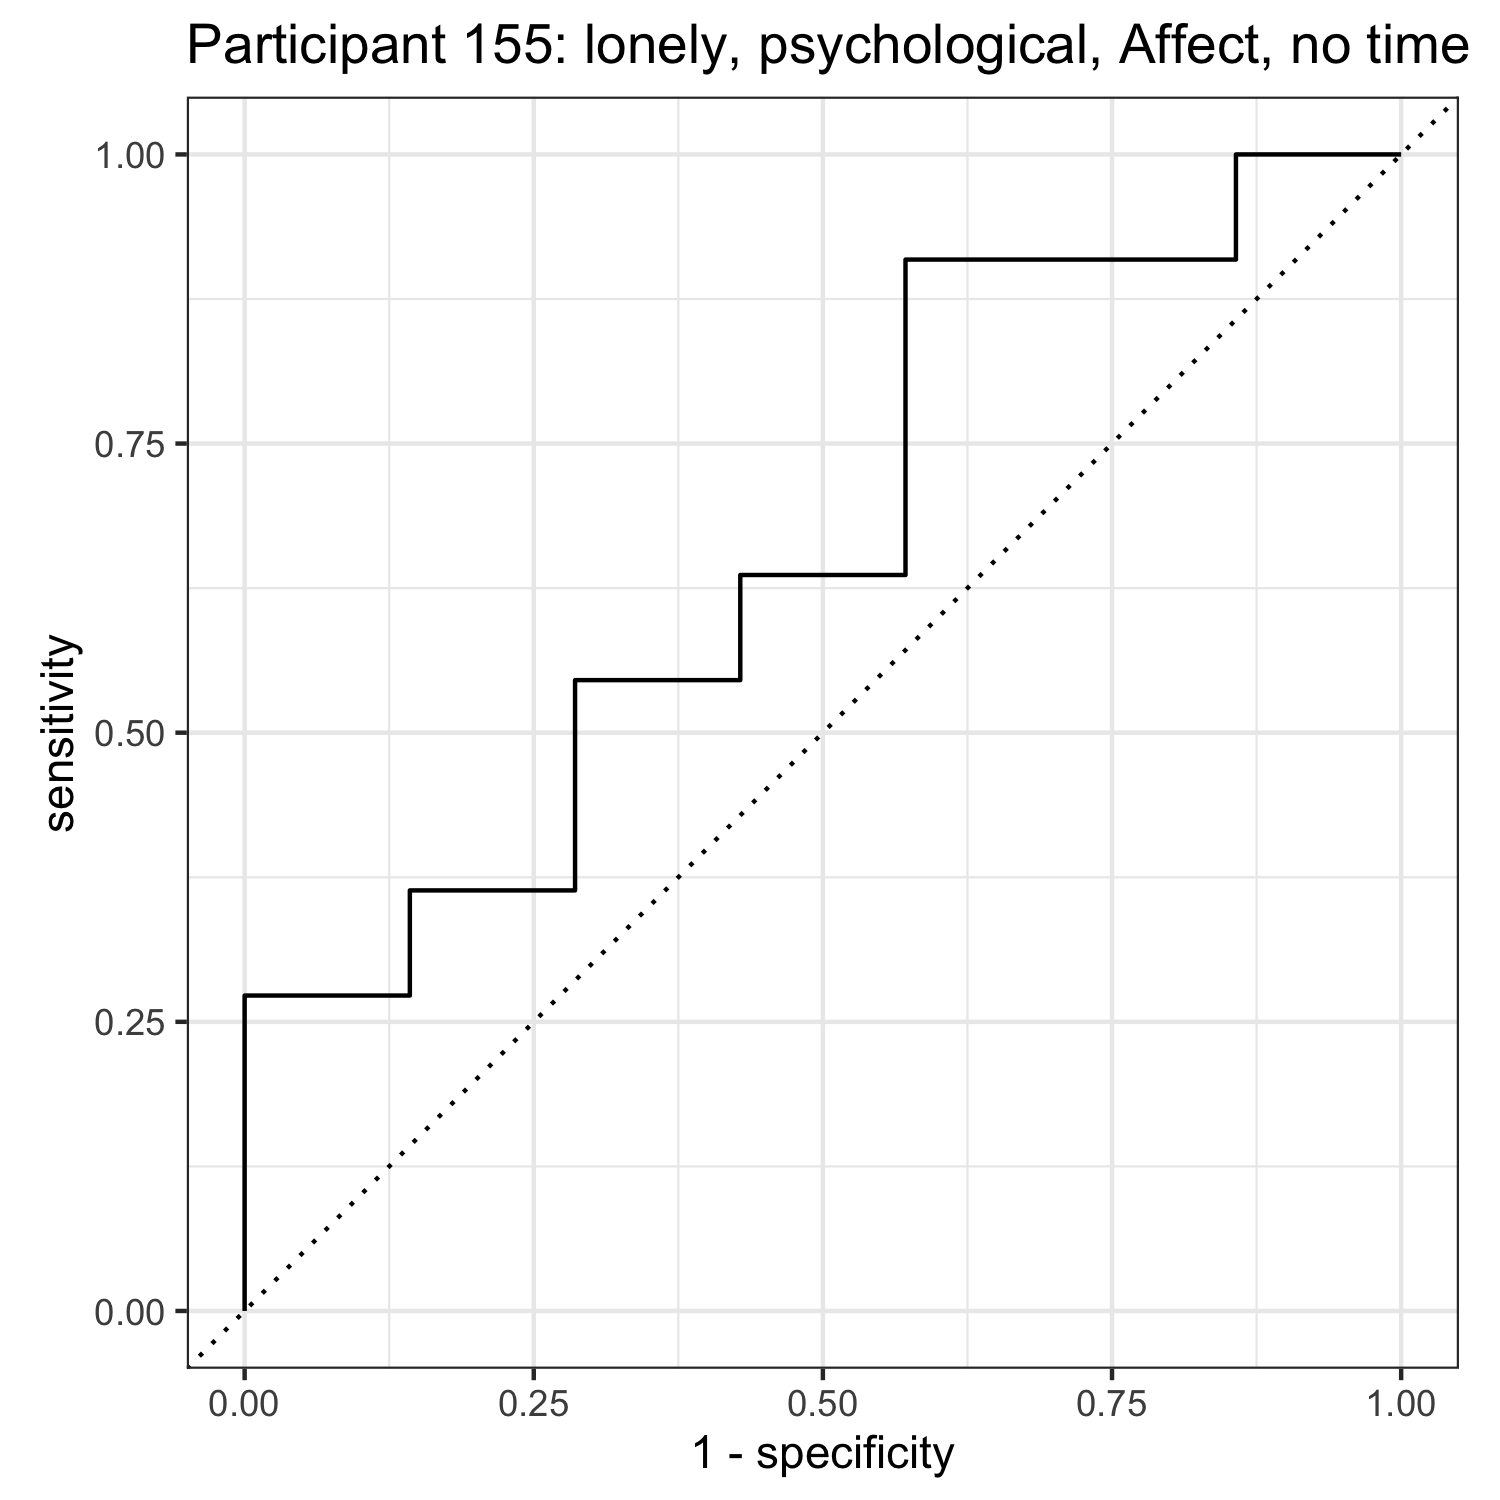 Participant 155: lonely, psychological, Affect, no time
1.00
0.75
0.50
0.25
0.00
sensitivity
0.00 0.25 0.50 0.75 1.00
1 - specificity